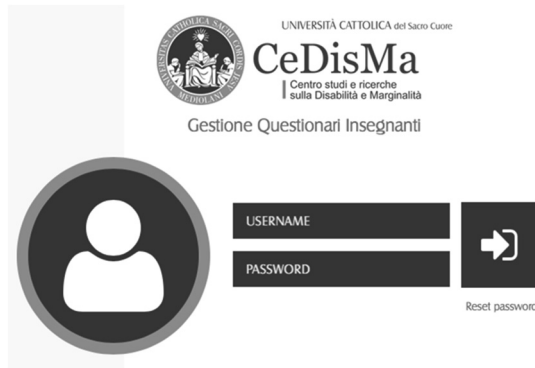 UNIVERSITÀ CATTOLICA del Sacro Cuore
CeDisMa
Centro studi e ricerche
sulla Disabilità e Marginalità
Gestione Questionari Insegnanti
USERNAME
PASSWORD
Reset password